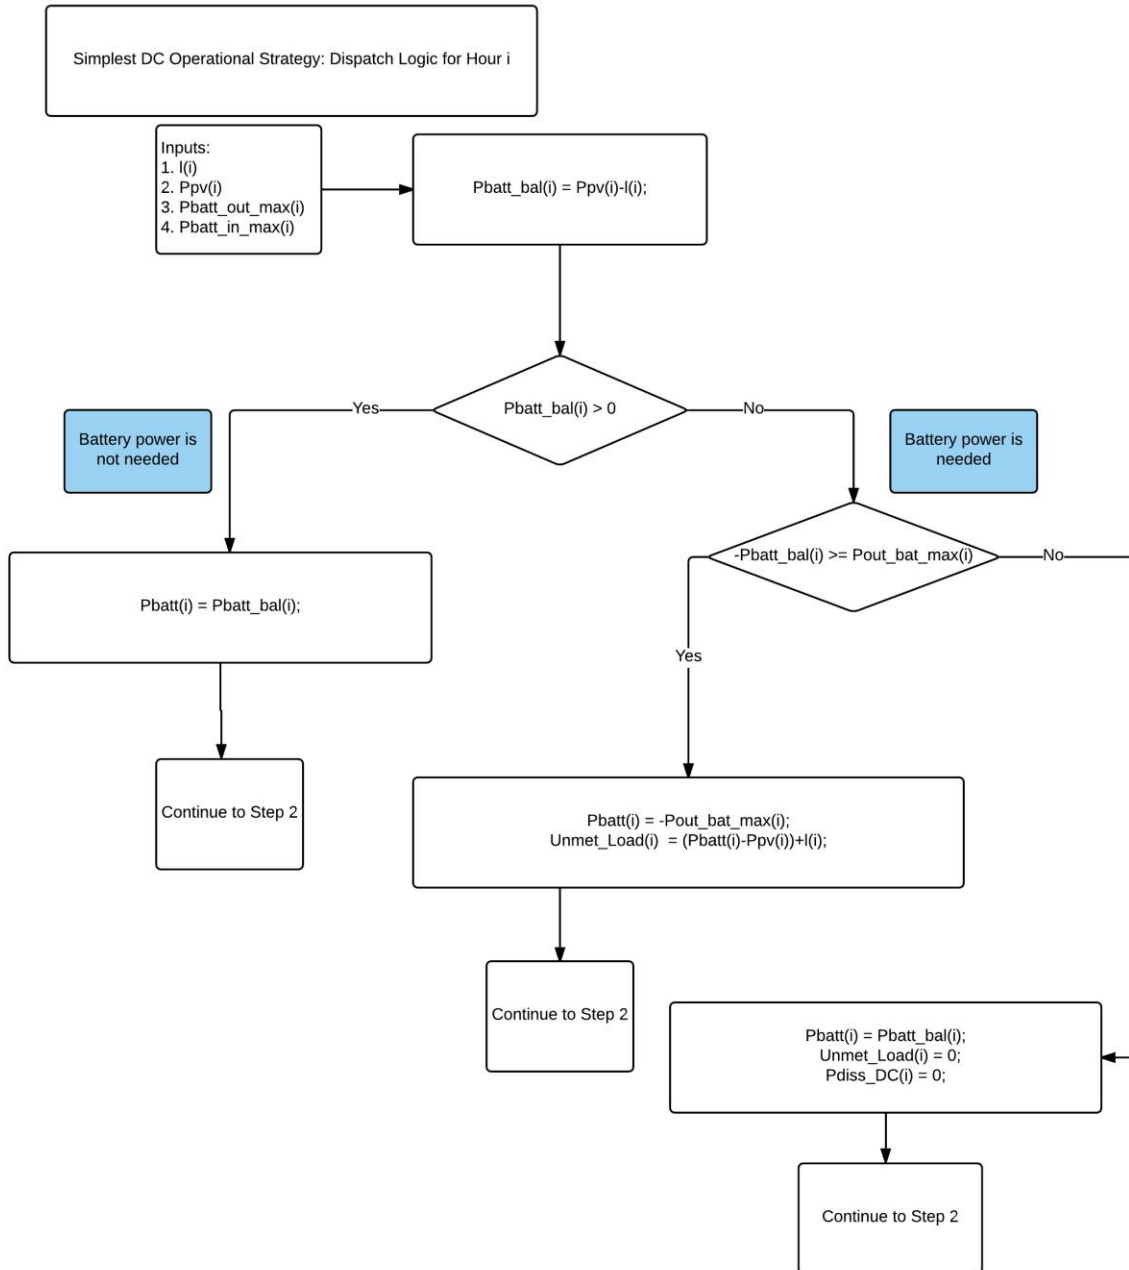 Simplest DC Operational Strategy: Dispatch Logic for Hour i
Inputs:
1. l(i)
2. Ppv(i)
3. Pbatt_out_max(i)
4. Pbatt_in_max(i)
Pbatt_bal(i) = Ppv(i)-l(i);
Pbatt_bal(i) > 0
Yes
No
Battery power is
not needed
Battery power is
needed
-Pbatt_bal(i) >= Pout_bat_max(i)
No
Yes
Pbatt(i) = Pbatt_bal(i);
Continue to Step 2
Pbatt(i) = -Pout_bat_max(i);
Unmet_Load(i)  = (Pbatt(i)-Ppv(i))+l(i);
Continue to Step 2
Pbatt(i) = Pbatt_bal(i);
Unmet_Load(i) = 0;
Pdiss_DC(i) = 0;
Continue to Step 2